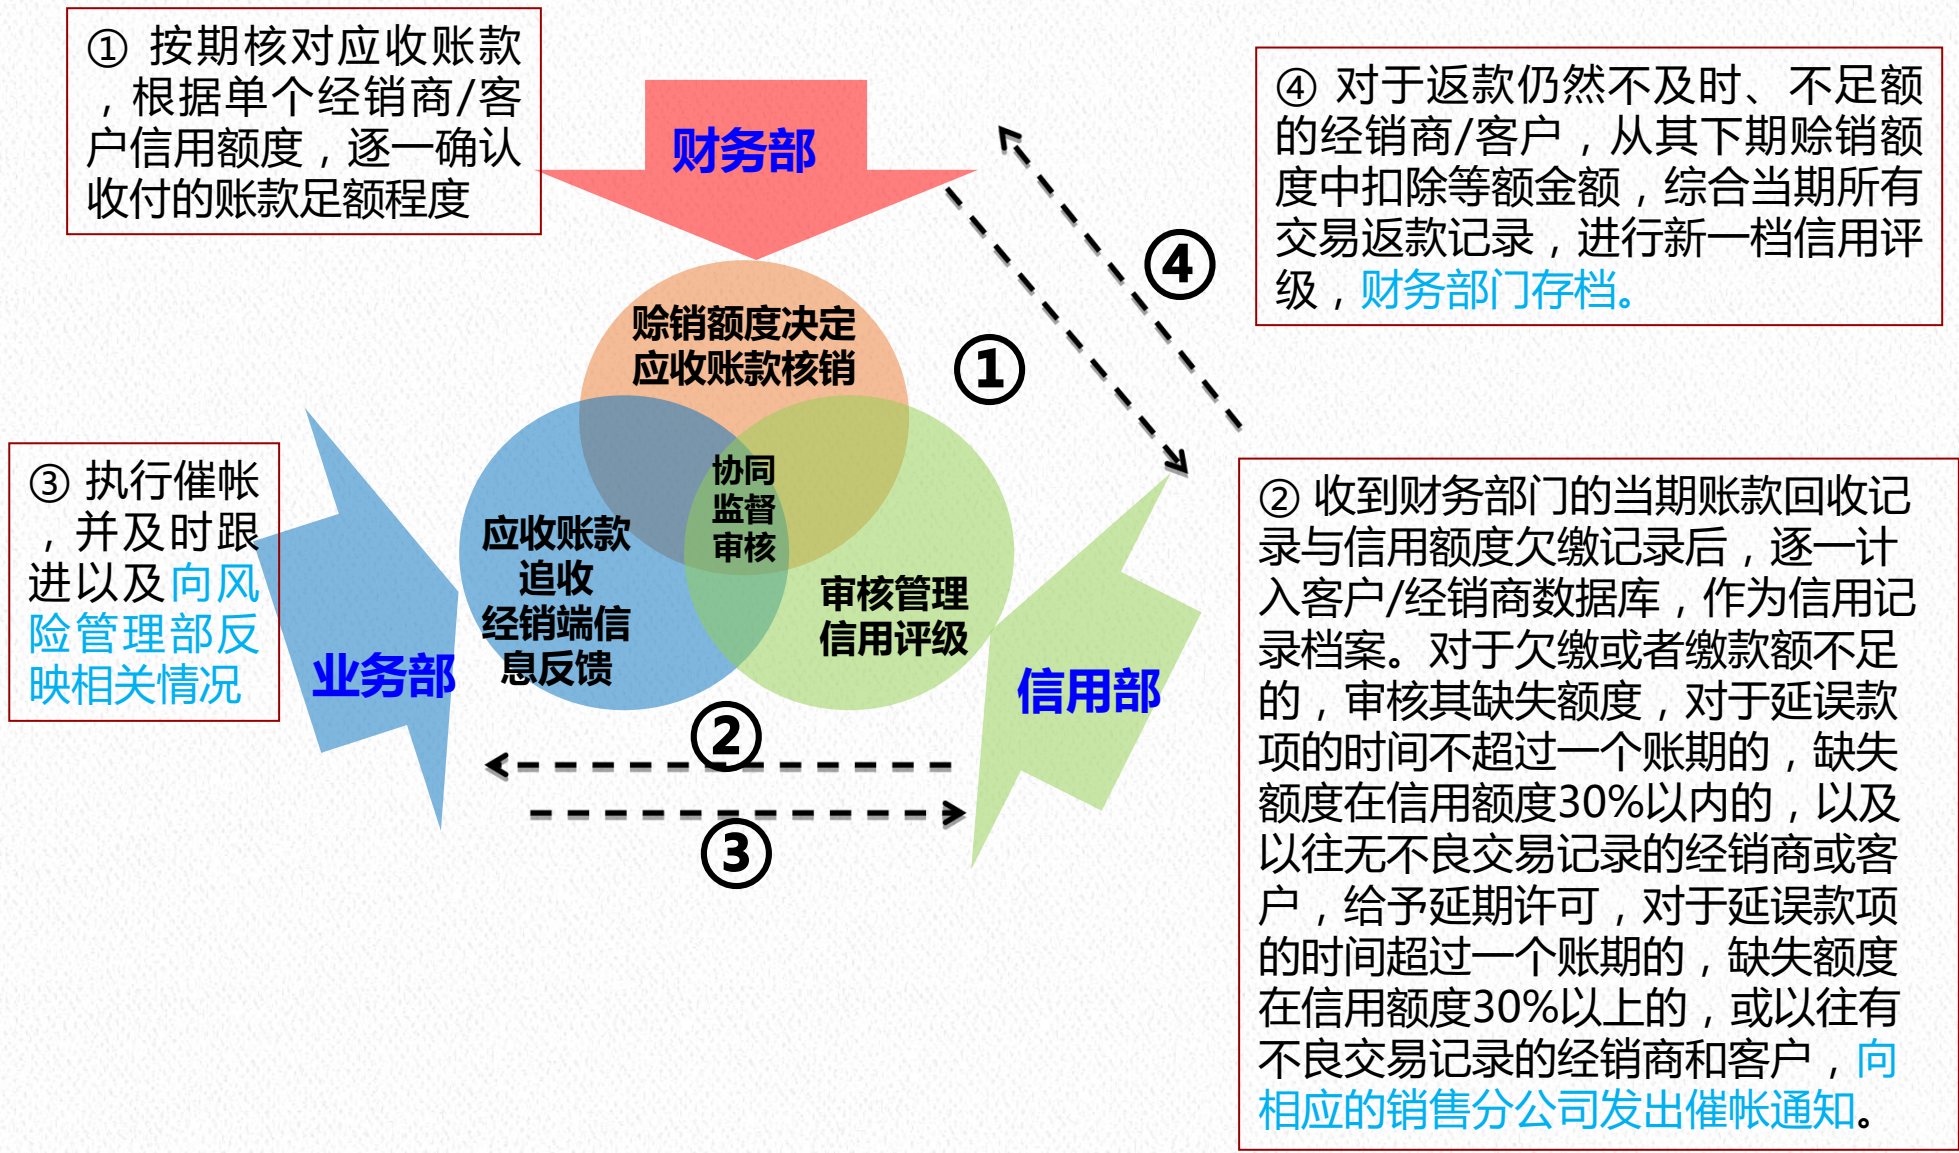 ① 按期核对应收账款
，根据单个经销商/客
户信用额度，逐一确认
收付的账款足额程度
财务部
④ 对于返款仍然不及时、不足额
的经销商/客户，从其下期赊销额
度中扣除等额金额，综合当期所有
交易返款记录，进行新一档信用评
级，财务部门存档。
④
①
赊销额度决定
应收账款核销
协同
监督
审核
③ 执行催帐
，并及时跟
进以及向风
险管理部反
映相关情况
业务部
应收账款
追收
经销端信
息反馈
审核管理
信用评级
信用部
②
③
② 收到财务部门的当期账款回收记
录与信用额度欠缴记录后，逐一计
入客户/经销商数据库，作为信用记
录档案。对于欠缴或者缴款额不足
的，审核其缺失额度，对于延误款
项的时间不超过一个账期的，缺失
额度在信用额度30%以内的，以及
以往无不良交易记录的经销商或客
户，给予延期许可，对于延误款项
的时间超过一个账期的，缺失额度
在信用额度30%以上的，或以往有
不良交易记录的经销商和客户，向
相应的销售分公司发出催帐通知。